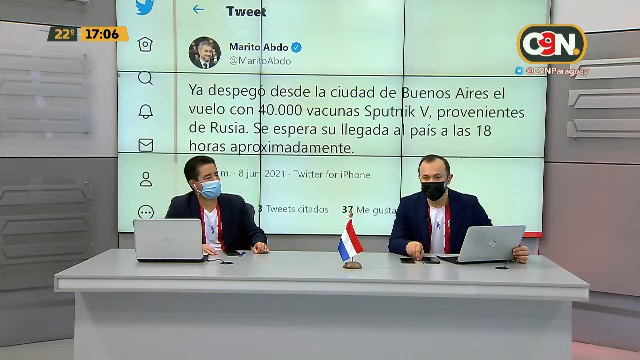 22º 17:06
Tweet
C9N.
@C9NParaguay
Marito Abdo
@MaritoAbdo
Ya despegó desde la ciudad de Buenos Aires el
vuelo con 40.000 vacunas Sputnik V, provenientes
de Rusia. Se espera su llegada al país a las 18
horas aproximadamente.
m. · 8 jun. 2021 · Twitter for iPhone
3 Tweets citados 37 Me gusta
hp